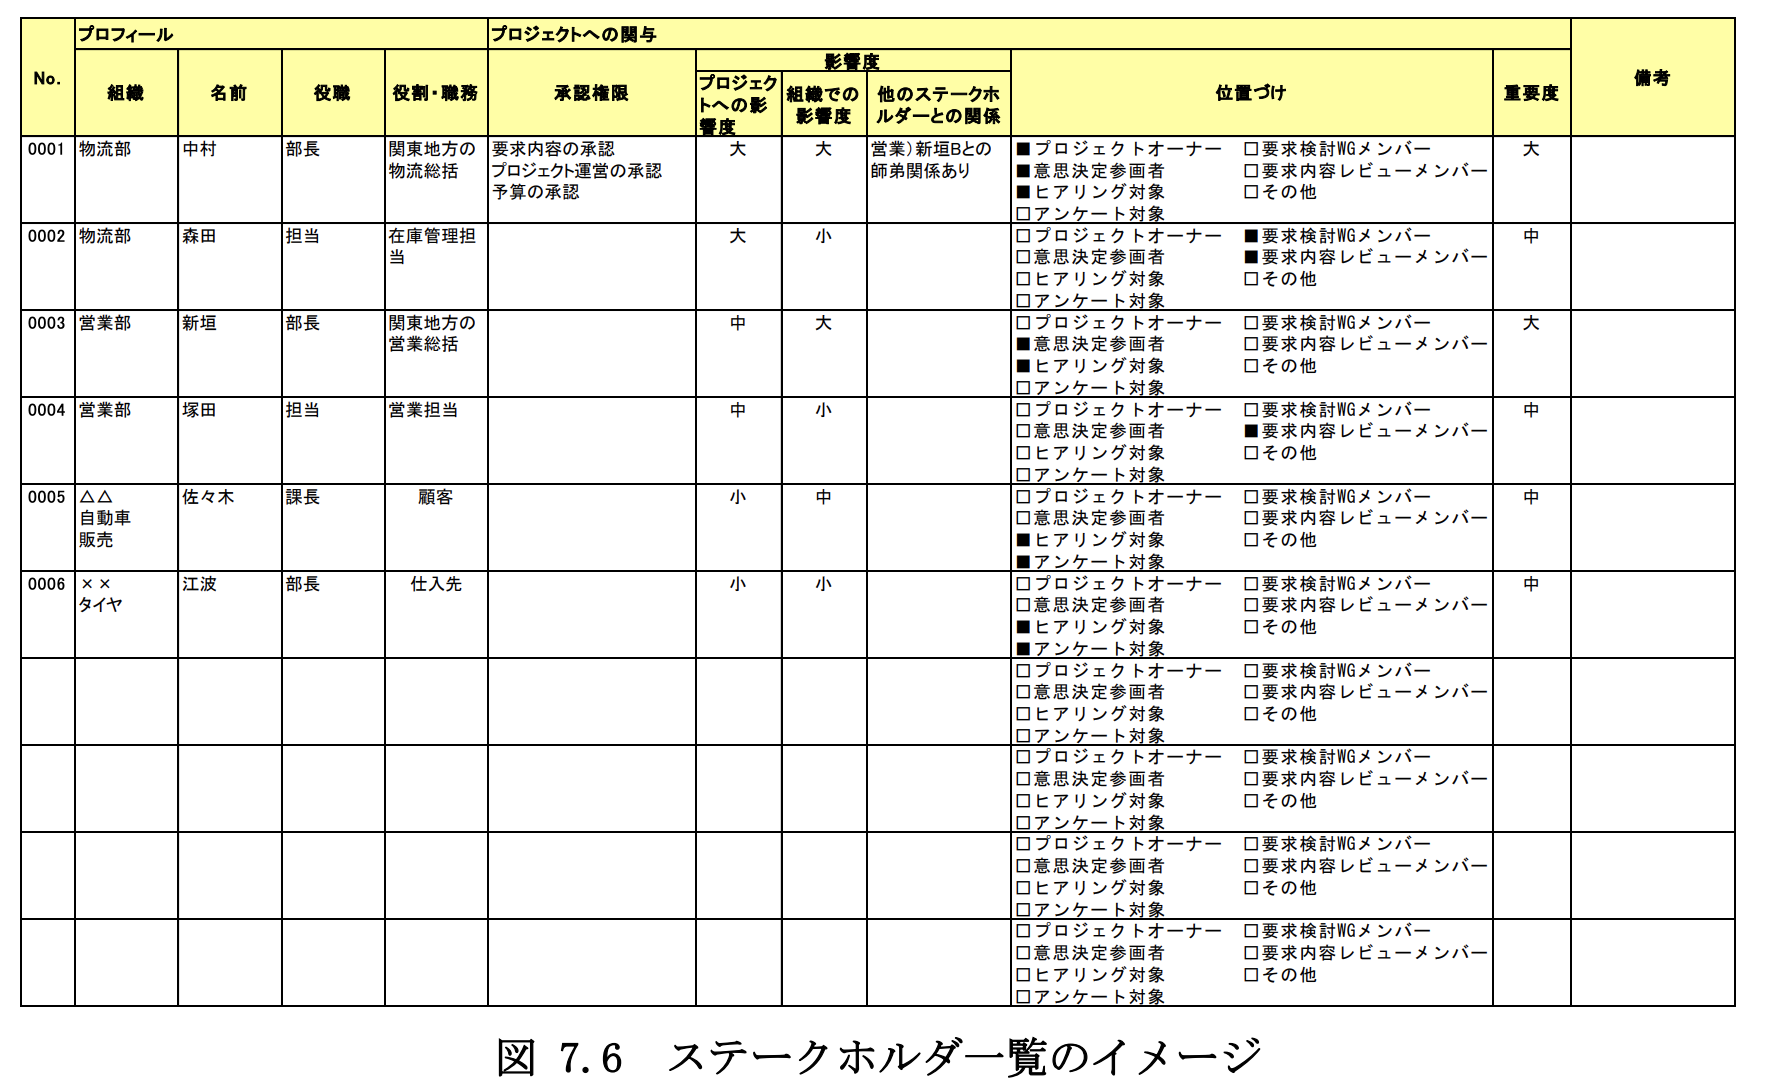 No.
プロフィール
プロジェクトへの関与
備考
組織
名前
役職
役割・職務
承認権限
影響度
プロジェク
トへの影
響度
組織での
影響度
他のステークホ
ルダーとの関係
位置づけ
重要度
0001 物流部 中村 部長 関東地方の 要求内容の承認 大 大 営業)新垣Bとの ■プロジェクトオーナー □要求検討WGメンバー 大
物流総括 プロジェクト運営の承認 師弟関係あり ■意思決定参画者 □要求内容レビューメンバー
予算の承認 ■ヒアリング対象 □その他
□アンケート対象
0002 物流部 森田 担当 在庫管理担 大 小 □プロジェクトオーナー ■要求検討WGメンバー 中
当 □意思決定参画者 ■要求内容レビューメンバー
□ヒアリング対象 □その他
□アンケート対象
0003 営業部 新垣 部長 関東地方の 中 大 □プロジェクトオーナー □要求検討WGメンバー 大
営業総括 ■意思決定参画者 □要求内容レビューメンバー
■ヒアリング対象 □その他
□アンケート対象
0004 営業部 塚田 担当 営業担当 中 小 □プロジェクトオーナー □要求検討WGメンバー 中
□意思決定参画者 ■要求内容レビューメンバー
□ヒアリング対象 □その他
□アンケート対象
0005 △△ 佐々木 課長 顧客 小 中 □プロジェクトオーナー □要求検討WGメンバー 中
自動車 □意思決定参画者 □要求内容レビューメンバー
販売 ■ヒアリング対象 □その他
■アンケート対象
0006 ×× 江波 部長 仕入先 小 小 □プロジェクトオーナー □要求検討WGメンバー 中
タイヤ □意思決定参画者 □要求内容レビューメンバー
■ヒアリング対象 □その他
■アンケート対象
□プロジェクトオーナー □要求検討WGメンバー
□意思決定参画者 □要求内容レビューメンバー
□ヒアリング対象 □その他
□アンケート対象
□プロジェクトオーナー □要求検討WGメンバー
□意思決定参画者 □要求内容レビューメンバー
□ヒアリング対象 □その他
□アンケート対象
□プロジェクトオーナー □要求検討WGメンバー
□意思決定参画者 □要求内容レビューメンバー
□ヒアリング対象 □その他
□アンケート対象
□プロジェクトオーナー □要求検討WGメンバー
□意思決定参画者 □要求内容レビューメンバー
□ヒアリング対象 □その他
□アンケート対象
図 7.6 ステークホルダ一覧のイメージ